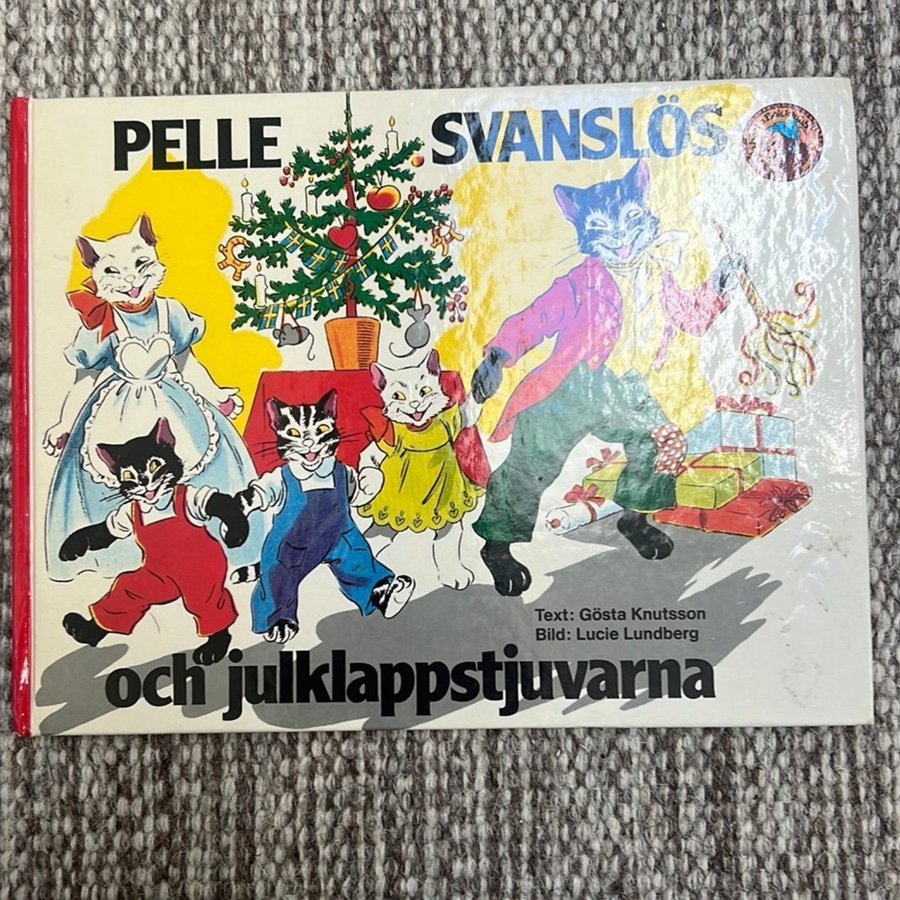 PELLE SVANSLÖS
Text: Gösta Knutsson
Bild: Lucie Lundberg
och julklappstjuvarna